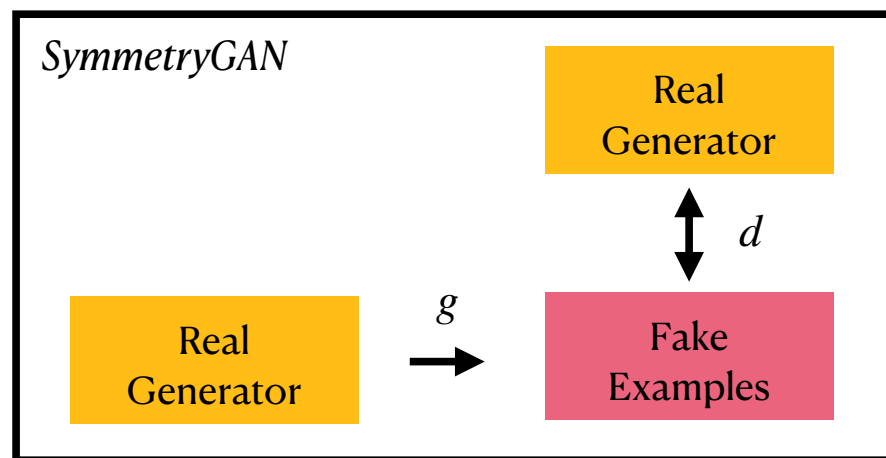 SymmetryGAN
Real
Generator
d
g
Real
Generator
Fake
Examples